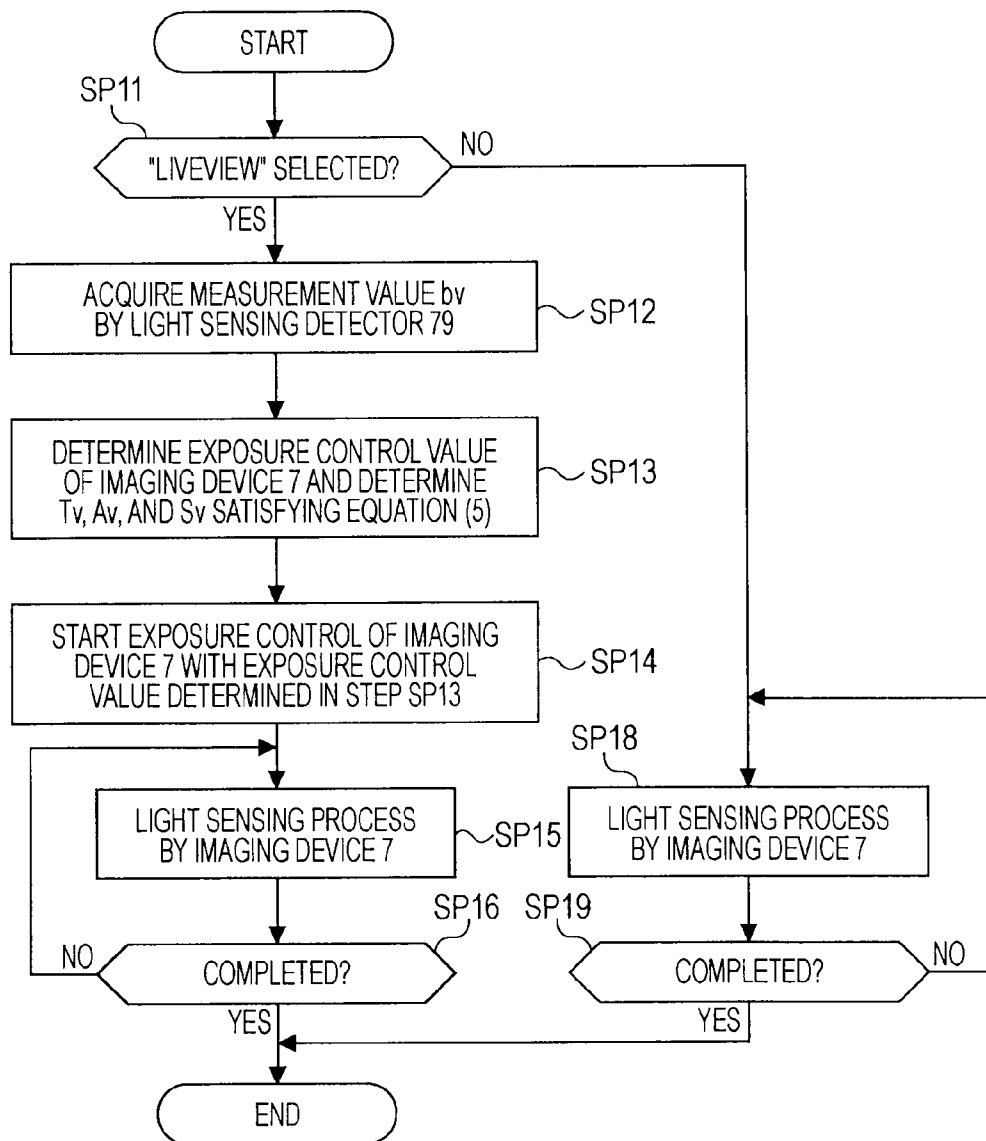 START
SP11
"LIVEVIEW" SELECTED?
NO
YES
ACQUIRE MEASUREMENT VALUE bv
BY LIGHT SENSING DETECTOR 79
SP12
DETERMINE EXPOSURE CONTROL VALUE
OF IMAGING DEVICE 7 AND DETERMINE
Tv, Av, AND Sv SATISFYING EQUATION (5)
SP13
START EXPOSURE CONTROL OF IMAGING
DEVICE 7 WITH EXPOSURE CONTROL
VALUE DETERMINED IN STEP SP13
SP14
LIGHT SENSING PROCESS
BY IMAGING DEVICE 7
SP15
SP18
LIGHT SENSING PROCESS
BY IMAGING DEVICE 7
SP16
NO
COMPLETED?
YES
SP19
COMPLETED?
NO
YES
END